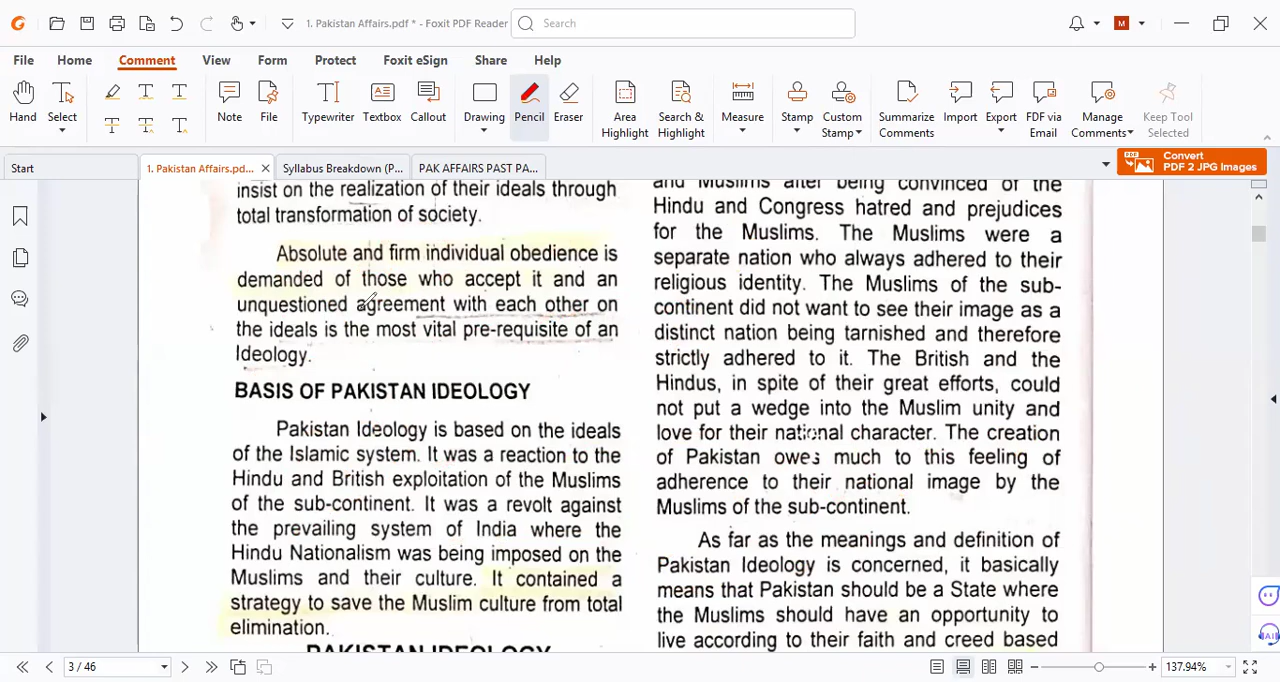 1. Pakistan Affairs.pdf * - Foxit PDF Reader
Search
M
File Home Comment View Form Protect Foxit eSign Share Help
Hand
Select
Note
File
Typewriter
Textbox
Callout
Drawing
Pencil
Eraser
Area Highlight
Search & Highlight
Measure
Stamp
Custom Stamp
Summarize Comments
Import
Export
FDF via Email
Manage Comments
Keep Tool Selected
Start
1. Pakistan Affairs.pd...
Syllabus Breakdown (P...
PAK AFFAIRS PAST PA...
Convert
PDF 2 JPG Images
insist on the realization of their ideals through
total transformation of society.
Absolute and firm individual obedience is
demanded of those who accept it and an
unquestioned agreement with each other on
the ideals is the most vital pre-requisite of an
Ideology.
BASIS OF PAKISTAN IDEOLOGY
Pakistan Ideology is based on the ideals
of the Islamic system. It was a reaction to the
Hindu and British exploitation of the Muslims
of the sub-continent. It was a revolt against
the prevailing system of India where the
Hindu Nationalism was being imposed on the
Muslims and their culture. It contained a
strategy to save the Muslim culture from total
elimination.
PAKISTAN IDEOLOGY
and Muslims after being convinced of the
Hindu and Congress hatred and prejudices
for the Muslims. The Muslims were a
separate nation who always adhered to their
religious identity. The Muslims of the sub-
continent did not want to see their image as a
distinct nation being tarnished and therefore
strictly adhered to it. The British and the
Hindus, in spite of their great efforts, could
not put a wedge into the Muslim unity and
love for their national character. The creation
of Pakistan owes much to this feeling of
adherence to their national image by the
Muslims of the sub-continent.
As far as the meanings and definition of
Pakistan Ideology is concerned, it basically
means that Pakistan should be a State where
the Muslims should have an opportunity to
live according to their faith and creed based
3 / 46
137.94%